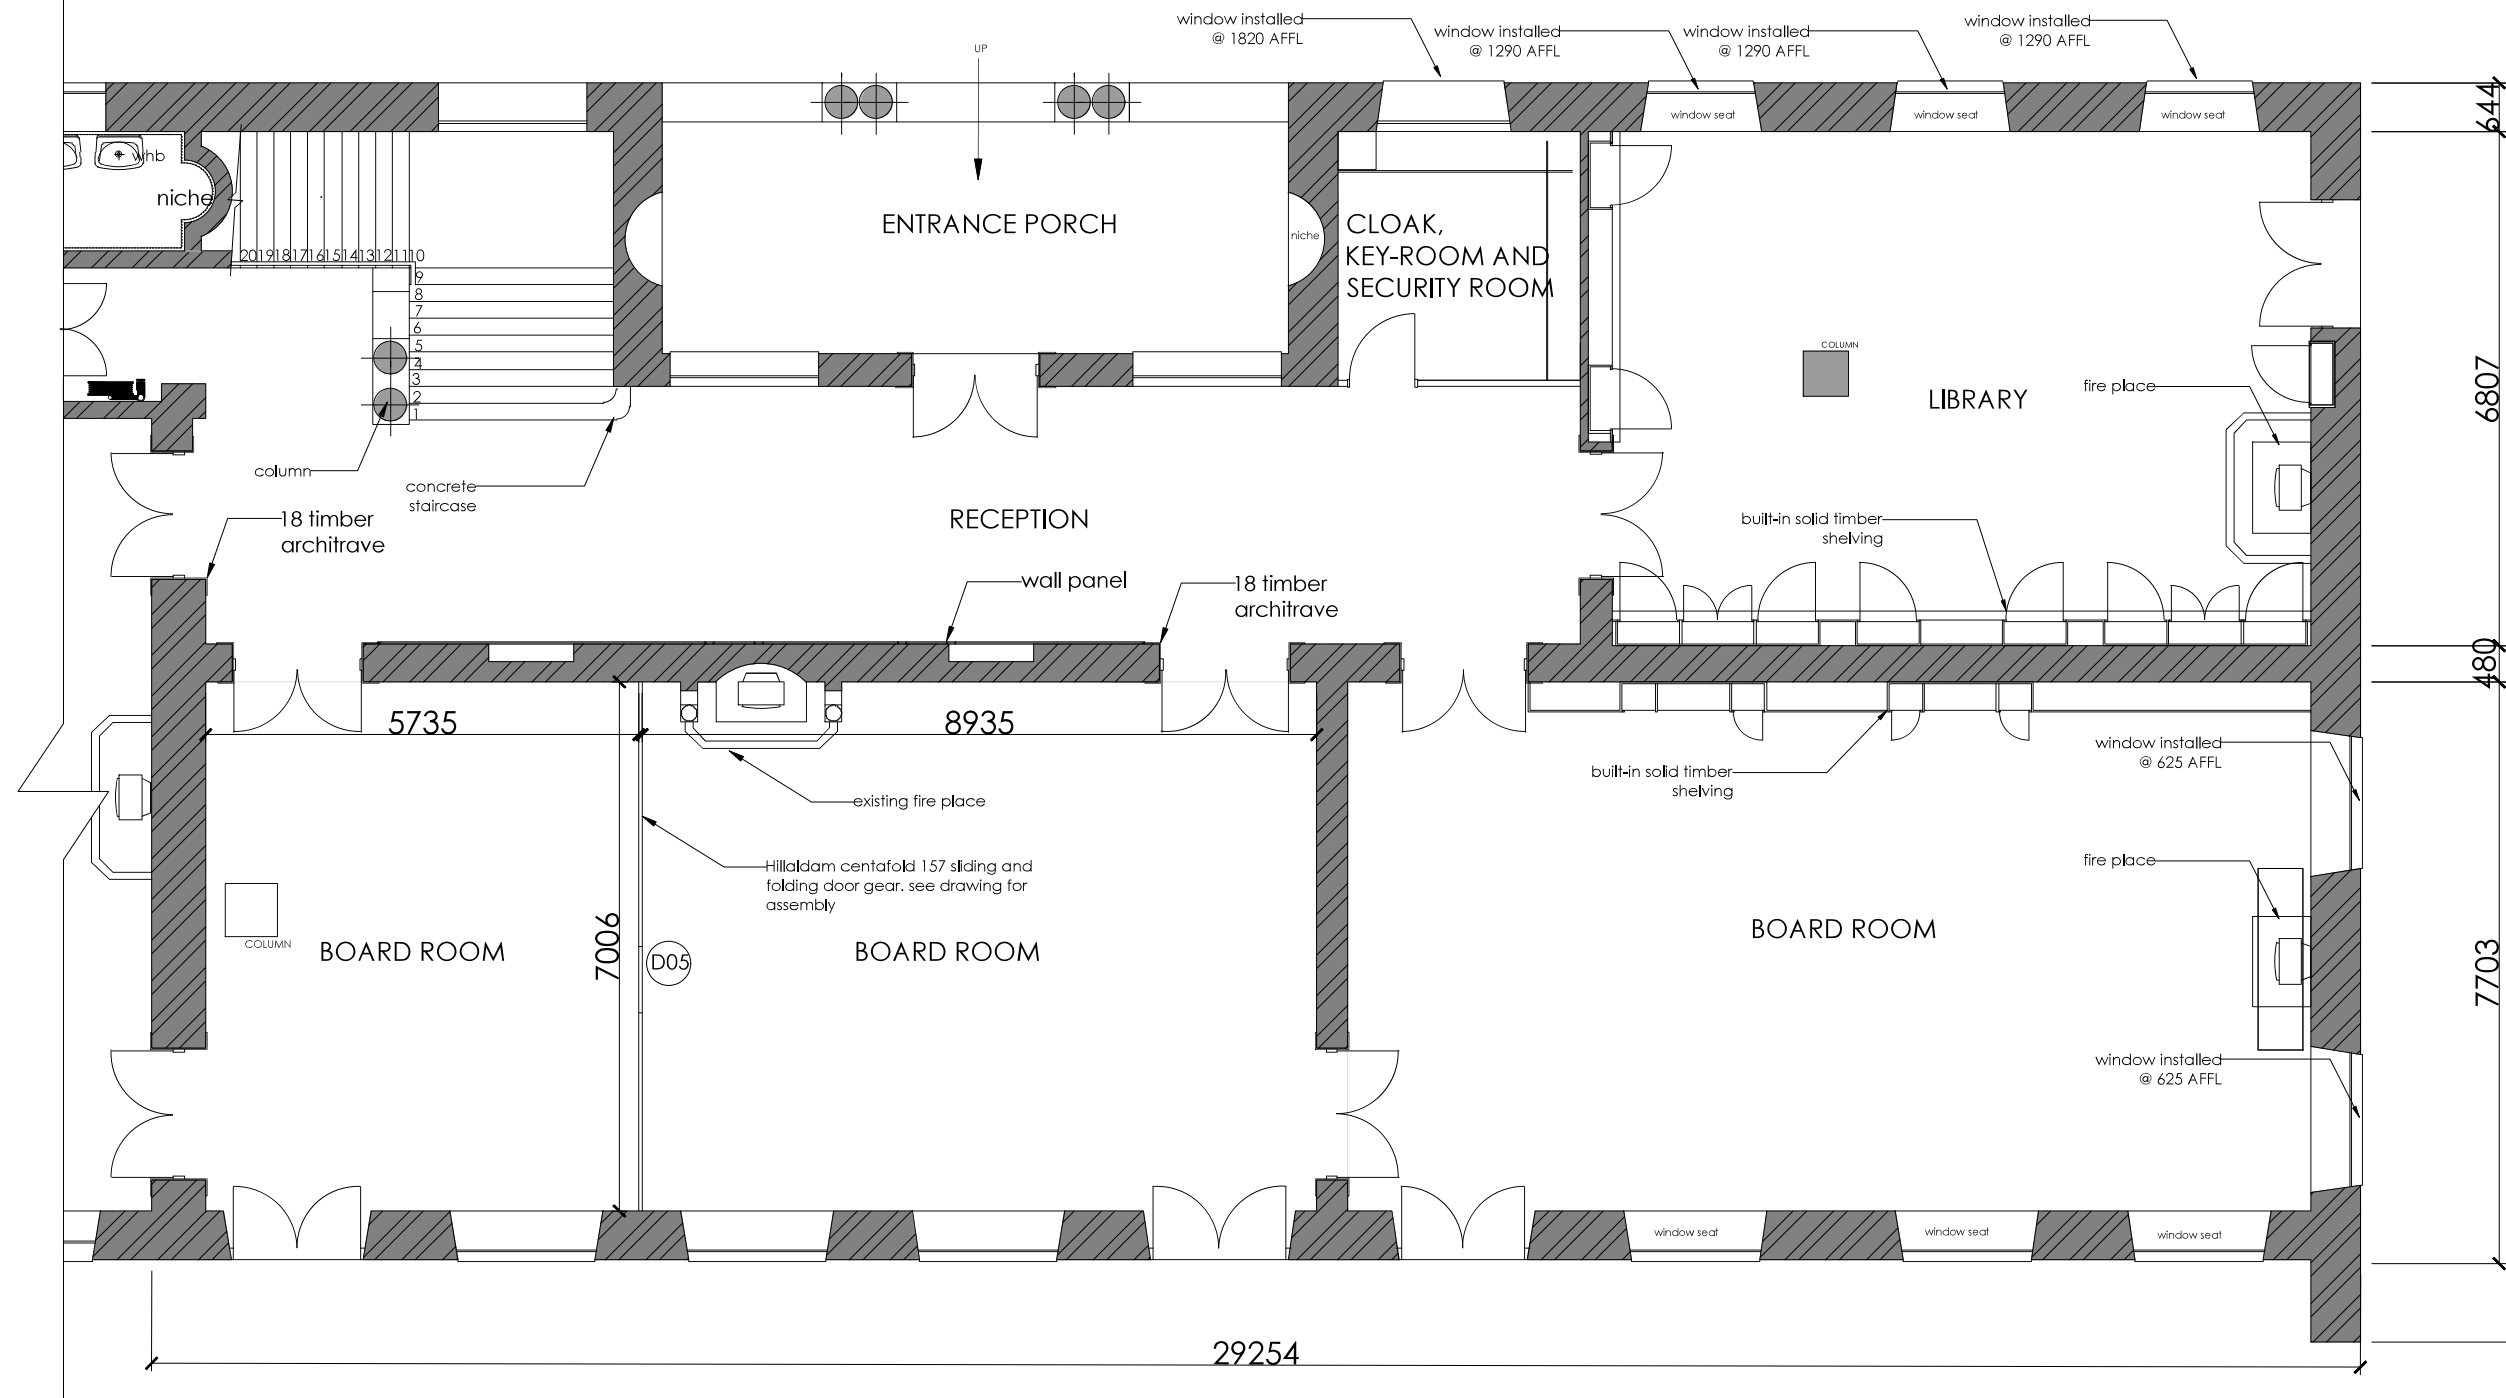 window installed
@ 1820 AFFL
window installed
@ 1290 AFFL
window installed
@ 1290 AFFL
window installed
@ 1290 AFFL
UP
644
window seat
window seat
window seat
whb
niche
ENTRANCE PORCH
niche
CLOAK,
KEY-ROOM AND
SECURITY ROOM
20 19 18 17 16 15 14 13 12 11 10
9
8
7
6
5
4
3
2
1
COLUMN
LIBRARY
fire place
6807
column
concrete
staircase
18 timber
architrave
RECEPTION
built-in solid timber
shelving
wall panel
18 timber
architrave
480
5735
8935
window installed
@ 625 AFFL
built-in solid timber
shelving
existing fire place
Hillaldam centafold 157 sliding and
folding door gear. see drawing for
assembly
fire place
COLUMN
BOARD ROOM
7006
D05
BOARD ROOM
BOARD ROOM
7703
window installed
@ 625 AFFL
window seat
window seat
window seat
29254